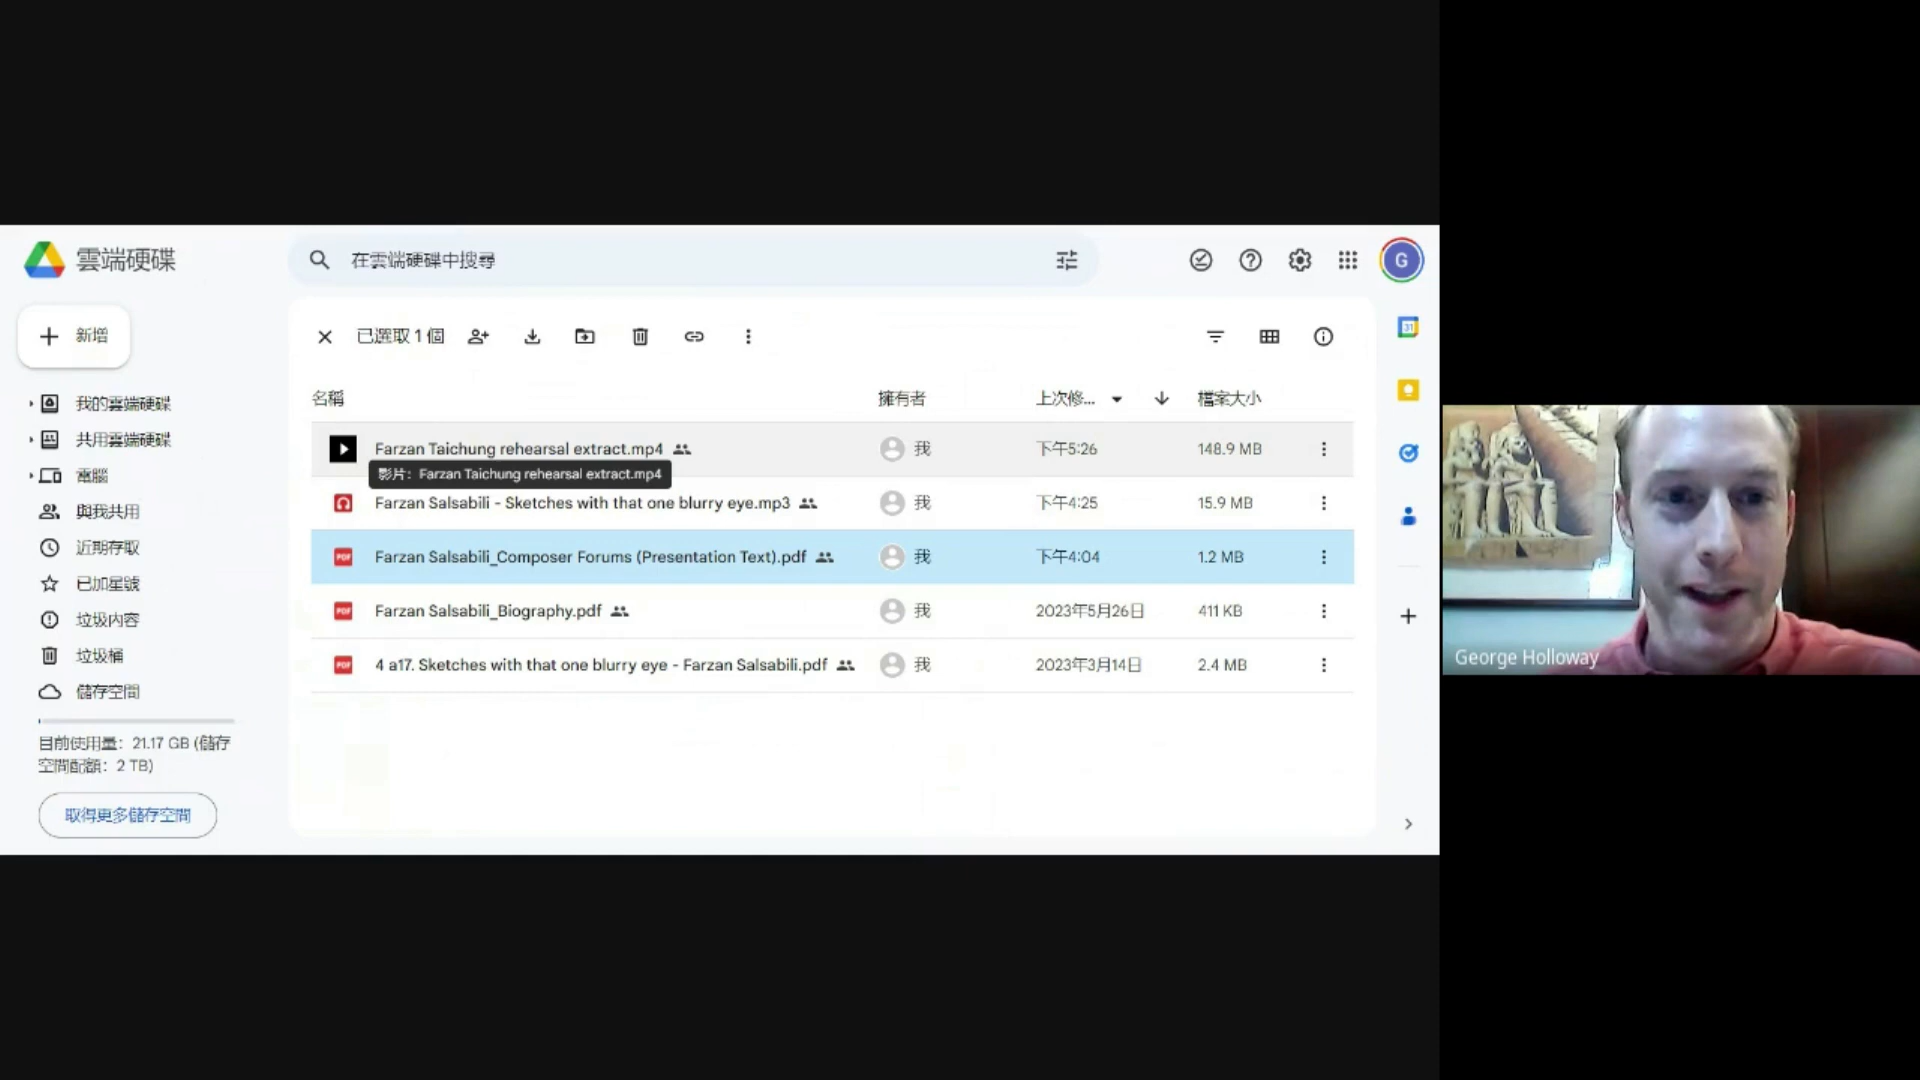 雲端硬碟
在雲端硬碟中搜尋
G
新增
已選取 1 個
31
我的雲端硬碟
共用雲端硬碟
電腦
與我共用
近期存取
已加星號
垃圾內容
垃圾桶
儲存空間
目前使用量：21.17 GB (儲存
空間配額：2 TB)
取得更多儲存空間
名稱
擁有者
上次修...
檔案大小
Farzan Taichung rehearsal extract.mp4
我
下午5:26
148.9 MB
影片：Farzan Taichung rehearsal extract.mp4
Farzan Salsabili - Sketches with that one blurry eye.mp3
我
下午4:25
15.9 MB
PDF
Farzan Salsabili_Composer Forums (Presentation Text).pdf
我
下午4:04
1.2 MB
PDF
Farzan Salsabili_Biography.pdf
我
2023年5月26日
411 KB
PDF
4 a17. Sketches with that one blurry eye - Farzan Salsabili.pdf
我
2023年3月14日
2.4 MB
George Holloway